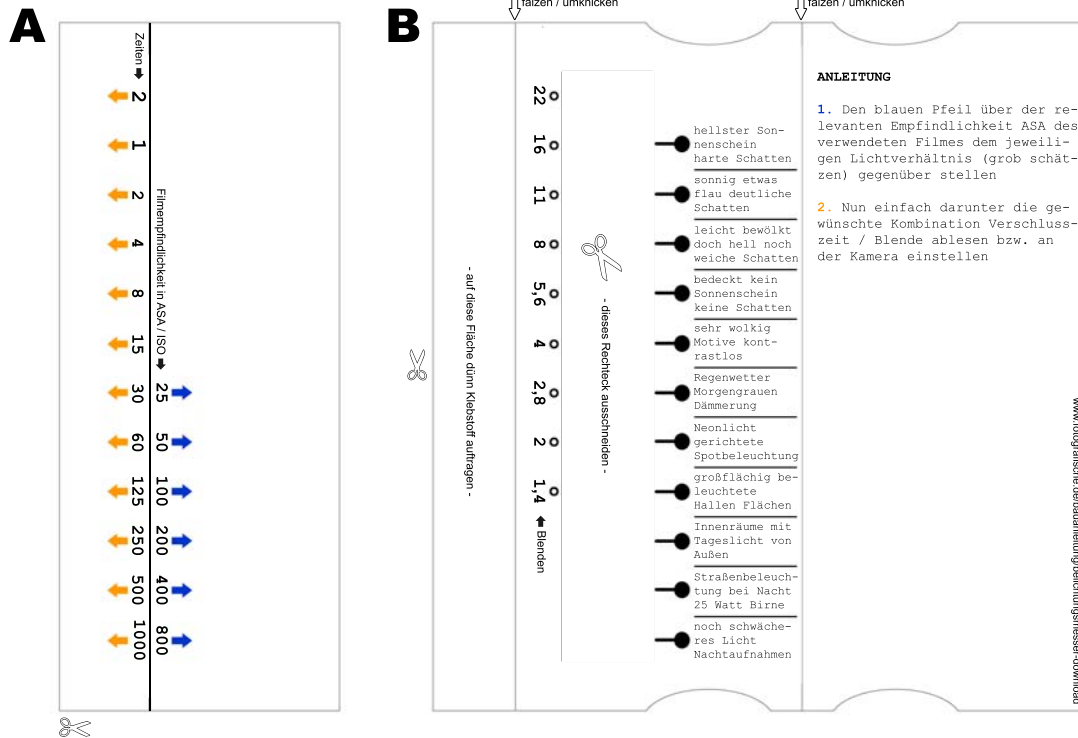 A
Zeiten
2
1
2
4
8
15
30
60
125
250
500
1000
Filmempfindlichkeit in ASA / ISO
25
50
100
200
400
800
B
falzen / umknicken
falzen / umknicken
- auf diese Fläche dünn Klebstoff auftragen -
22
16
11
8
5,6
4
2,8
2
1,4
Blenden
- dieses Rechteck ausschneiden -
hellster Son-
nenschein
harte Schatten
sonnig etwas
flau deutliche
Schatten
leicht bewölkt
doch hell noch
weiche Schatten
bedeckt kein
Sonnenschein
keine Schatten
sehr wolkig
Motive kont-
rastlos
Regenwetter
Morgengrauen
Dämmerung
Neonlicht
gerichtete
Spotbeleuchtung
großflächig be-
leuchtete
Hallen Flächen
Innenräume mit
Tageslicht von
Außen
Straßenbeleuch-
tung bei Nacht
25 Watt Birne
noch schwäche-
res Licht
Nachtaufnahmen
ANLEITUNG
1. Den blauen Pfeil über der re-
levanten Empfindlichkeit ASA des
verwendeten Filmes dem jeweili-
gen Lichtverhältnis (grob schät-
zen) gegenüber stellen
2. Nun einfach darunter die ge-
wünschte Kombination Verschluss-
zeit / Blende ablesen bzw. an
der Kamera einstellen